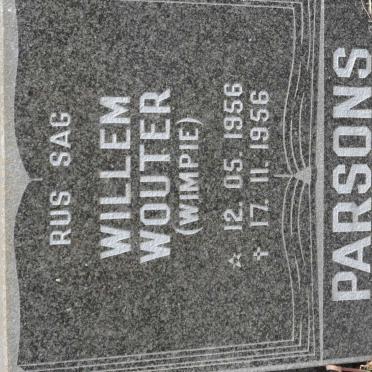 RUS SAG
WILLEM
WOUTER
(WIMPIE)
☆ 12. 05. 1956
✝ 17. 11. 1956
PARSONS